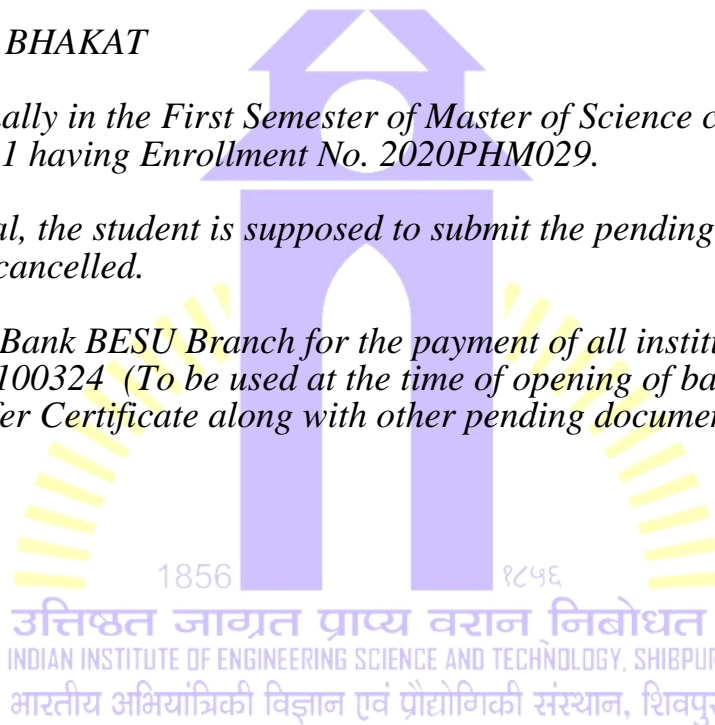 BHAKAT
ally in the First Semester of Master of Science c
1 having Enrollment No. 2020PHM029.
al, the student is supposed to submit the pending
cancelled.
Bank BESU Branch for the payment of all institu
100324 (To be used at the time of opening of ba
fer Certificate along with other pending documen
1856 १८५६
उत्तिष्ठत जाग्रत प्राप्य वरान निबोधत
INDIAN INSTITUTE OF ENGINEERING SCIENCE AND TECHNOLOGY, SHIBPUR
भारतीय अभियांत्रिकी विज्ञान एवं प्रौद्योगिकी संस्थान, शिवपुर